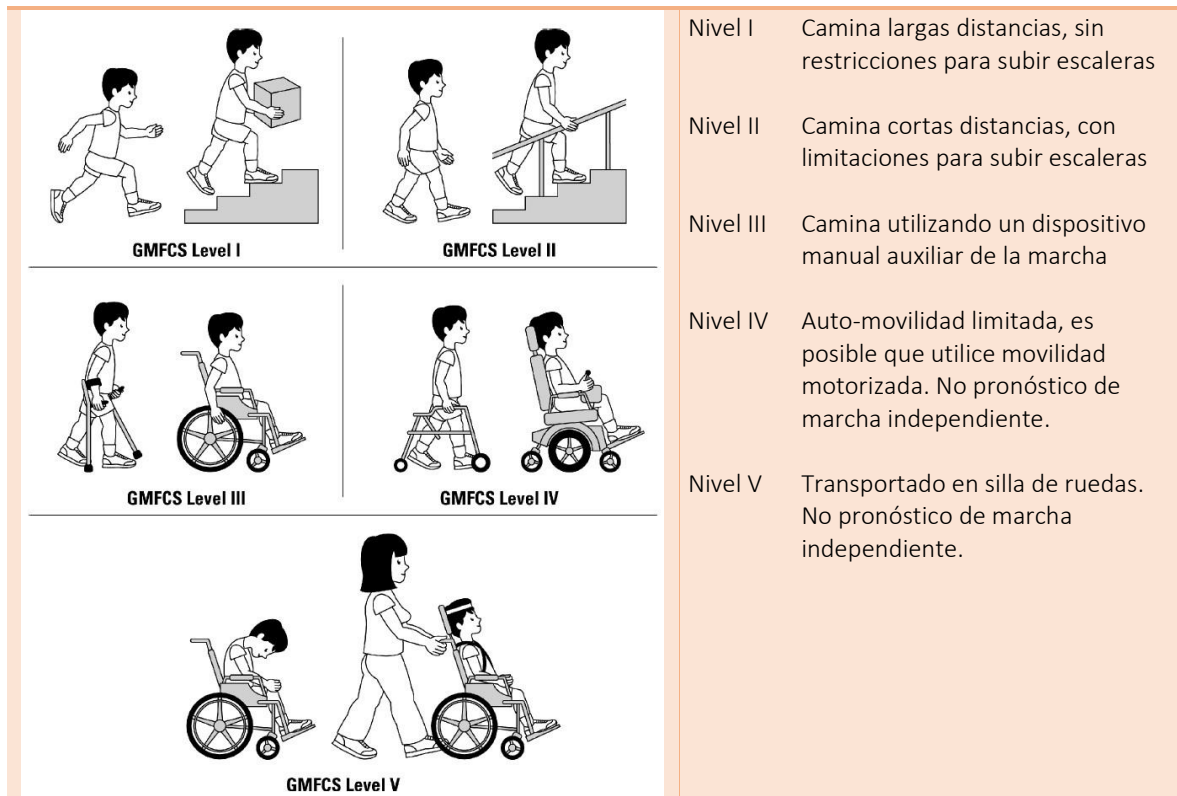 GMFCS Level I
GMFCS Level II
GMFCS Level III
GMFCS Level IV
GMFCS Level V
Nivel I Camina largas distancias, sin
restricciones para subir escaleras
Nivel II Camina cortas distancias, con
limitaciones para subir escaleras
Nivel III Camina utilizando un dispositivo
manual auxiliar de la marcha
Nivel IV Auto-movilidad limitada, es
posible que utilice movilidad
motorizada. No pronóstico de
marcha independiente.
Nivel V Transportado en silla de ruedas.
No pronóstico de marcha
independiente.